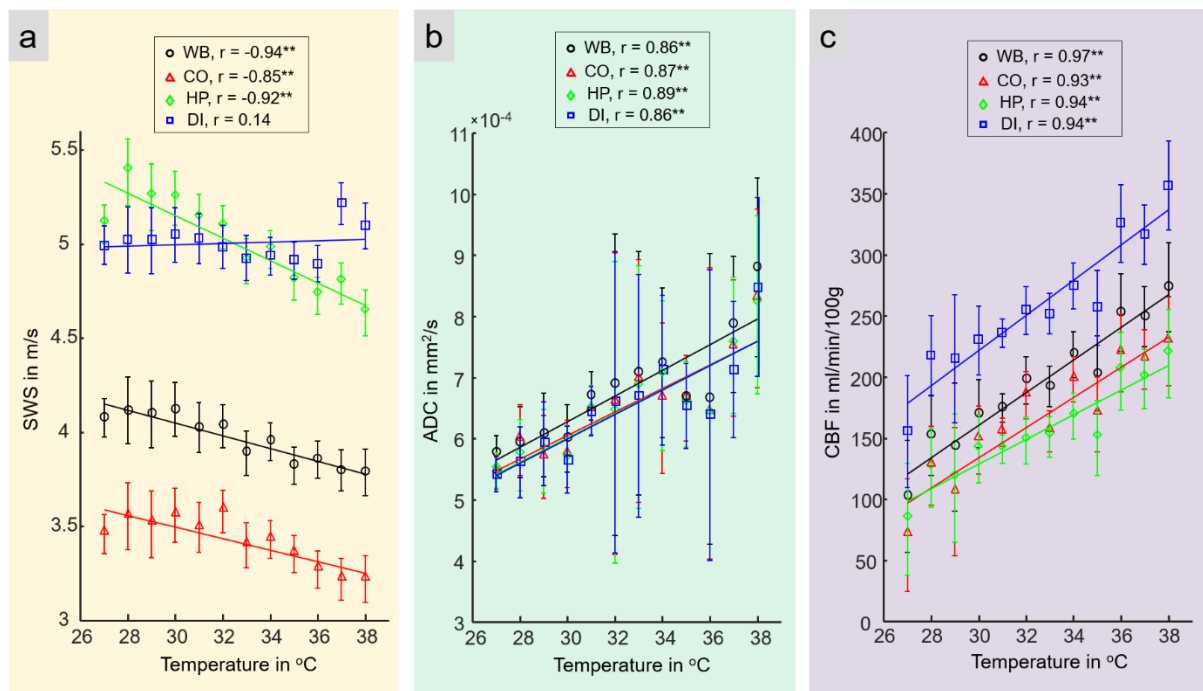 a
WB, r = -0.94**
CO, r = -0.85**
HP, r = -0.92**
DI, r = 0.14
5.5
5
4.5
4
3.5
3
SWS in m/s
26 28 30 32 34 36 38
Temperature in °C
b
WB, r = 0.86**
CO, r = 0.87**
HP, r = 0.89**
DI, r = 0.86**
×10⁻⁴
11
10
9
8
7
6
5
4
ADC in mm²/s
26 28 30 32 34 36 38
Temperature in °C
c
WB, r = 0.97**
CO, r = 0.93**
HP, r = 0.94**
DI, r = 0.94**
400
350
300
250
200
150
100
50
0
CBF in ml/min/100g
26 28 30 32 34 36 38
Temperature in °C